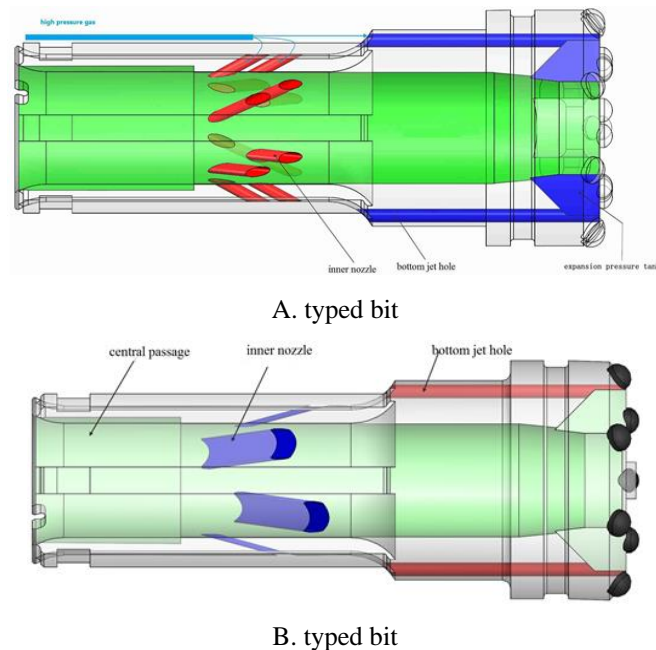 high pressure gas
inner nozzle
bottom jet hole
expansion pressure tan
A. typed bit
central passage
inner nozzle
bottom jet hole
B. typed bit